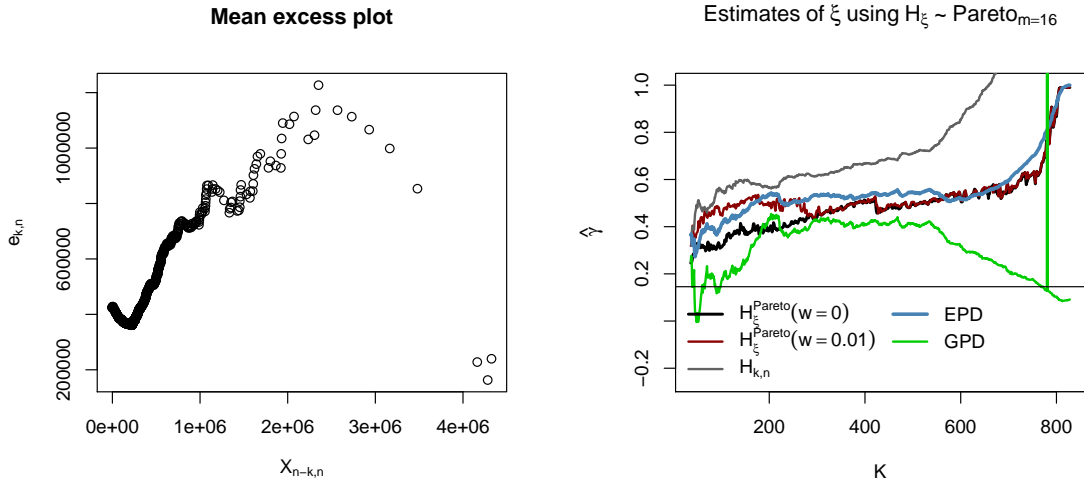 Mean excess plot
e_{k,n}
200000
600000
1000000
0e+00 1e+06 2e+06 3e+06 4e+06
X_{n−k,n}
Estimates of ξ using H_ξ ~ Pareto_{m=16}
γ̂
−0.2
0.2
0.4
0.6
0.8
1.0
H_ξ^{Pareto}(w = 0)
H_ξ^{Pareto}(w = 0.01)
H_{k,n}
EPD
GPD
200 400 600 800
K